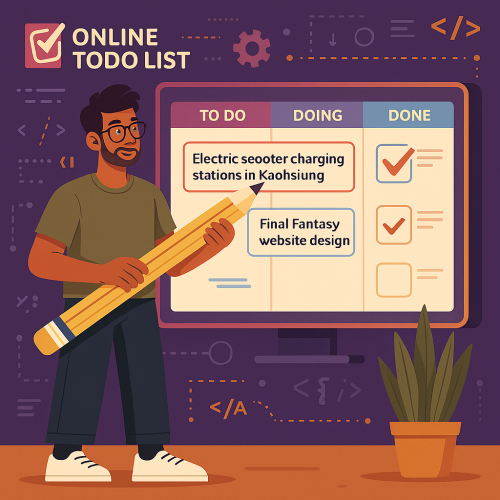 ONLINE
TODO LIST
</>
TO DO
DOING
DONE
Electric seooter charging
stations in Kaohsiung
Final Fantasy
website design
</A
</>